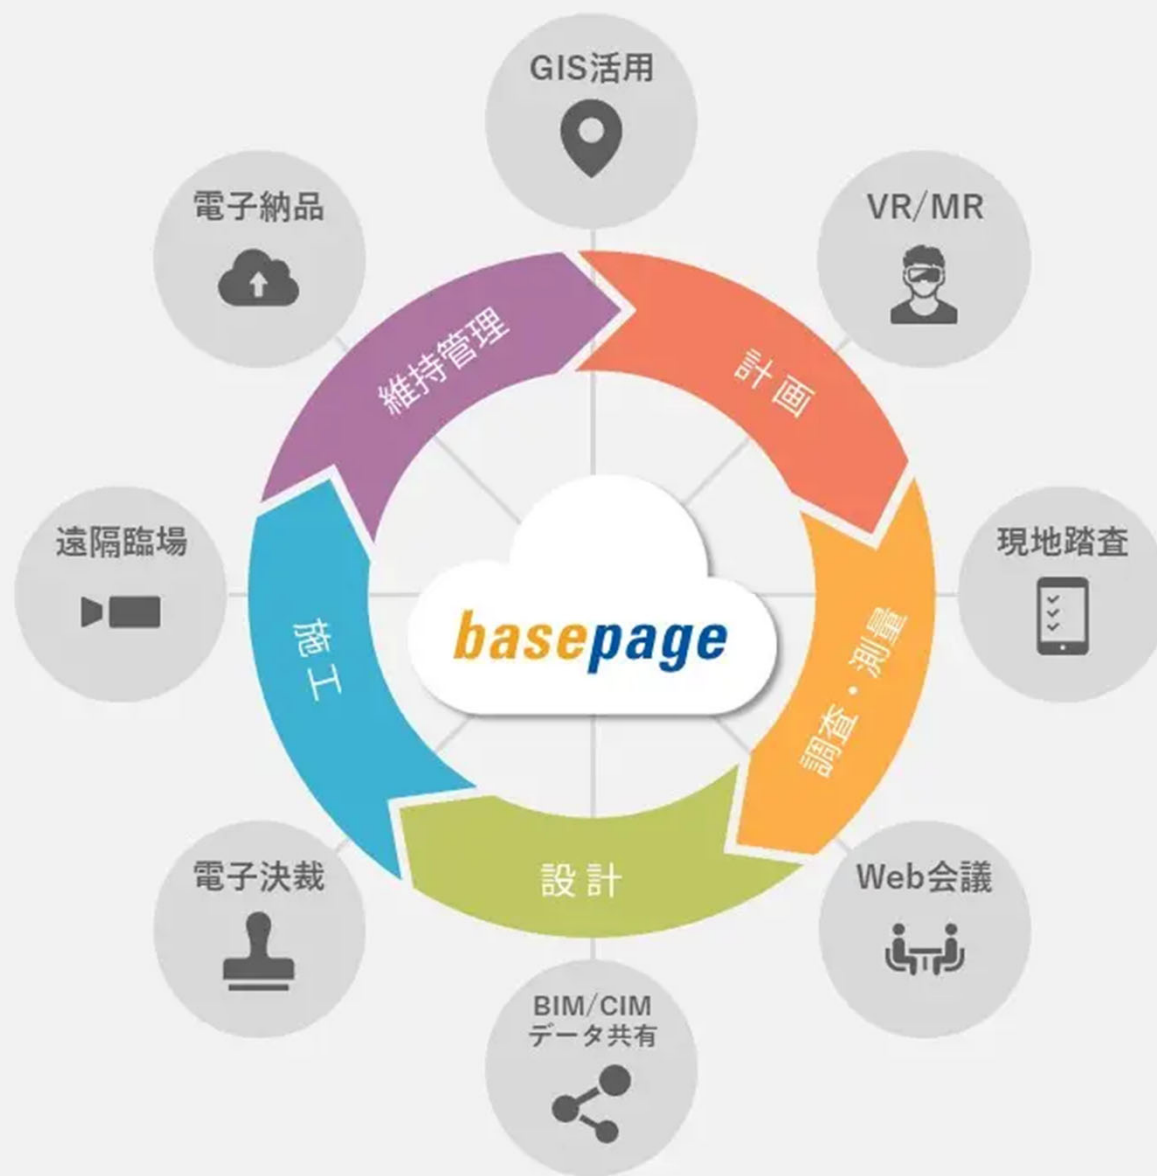 GIS活用
VR/MR
現地踏査
Web会議
BIM/CIM
データ共有
電子決裁
遠隔臨場
電子納品
計画
調査・測量
設計
施工
維持管理
basepage